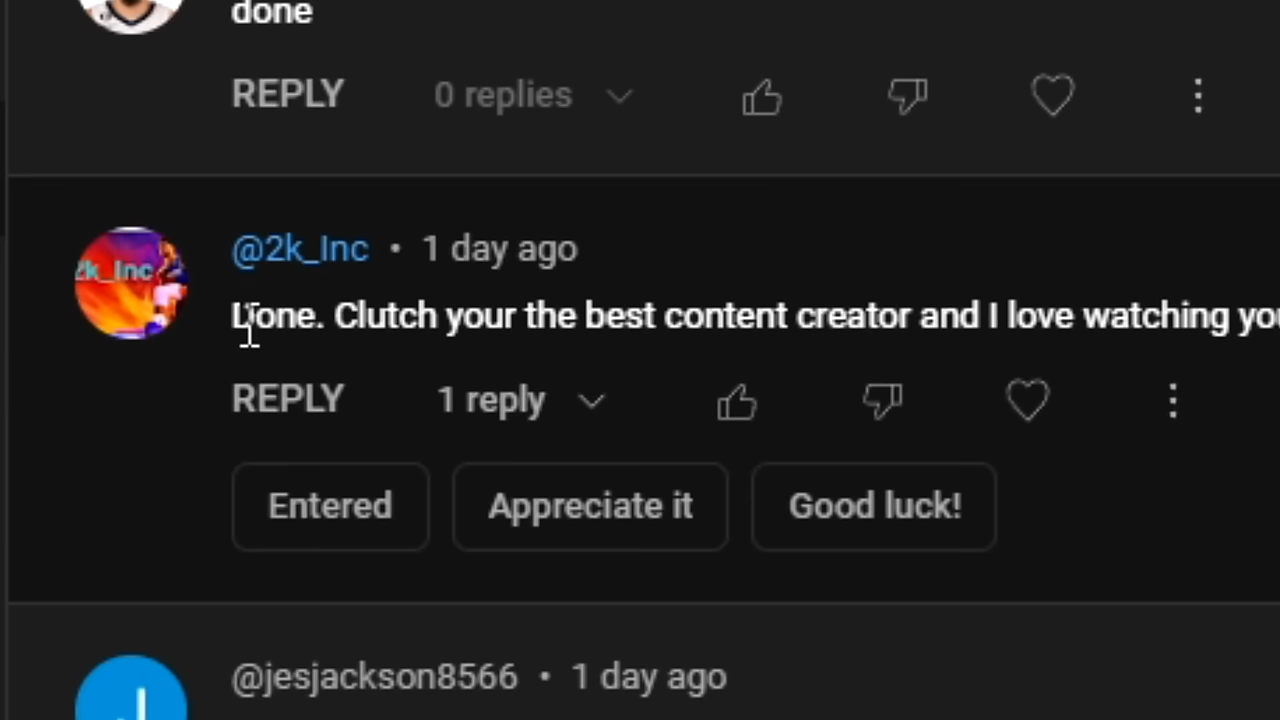 done
REPLY 0 replies
@2k_Inc • 1 day ago
2k_Inc
Done. Clutch your the best content creator and I love watching you
REPLY 1 reply
Entered Appreciate it Good luck!
@jesjackson8566 • 1 day ago
J